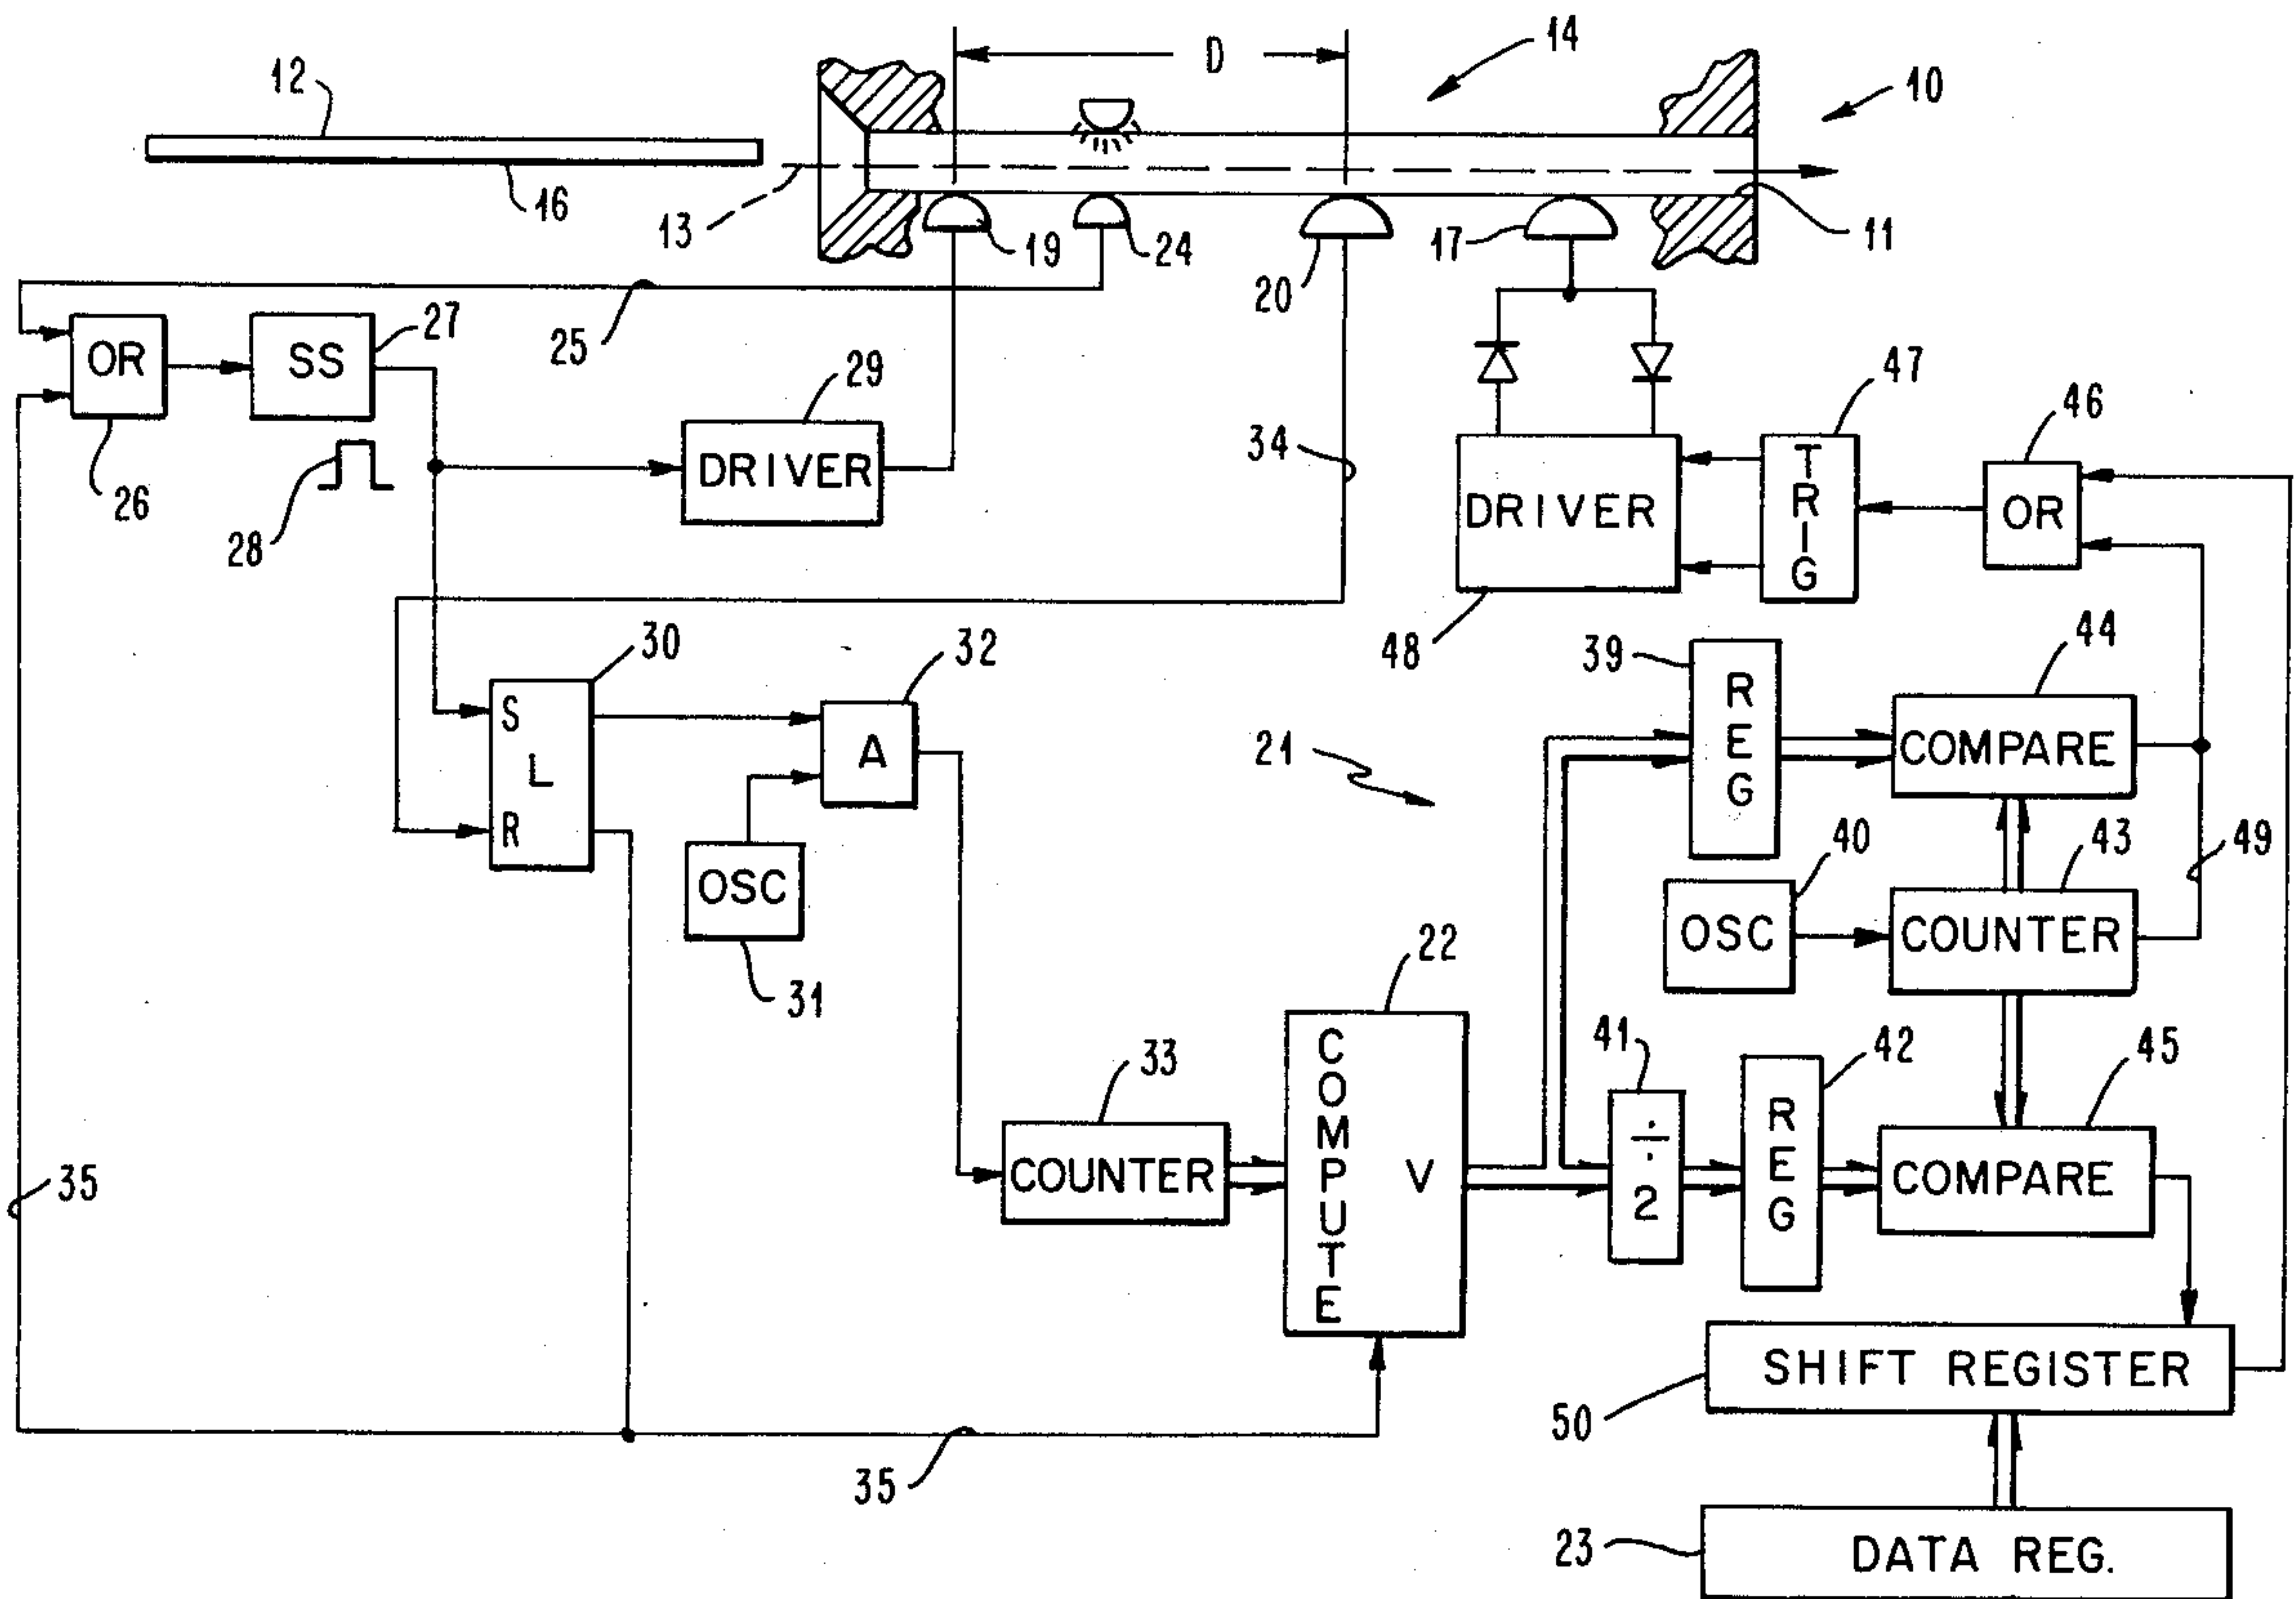 D
14
12
10
16
13
19
24
20
17
11
25
OR
SS
27
29
34
47
46
26
28
DRIVER
DRIVER
TRIG
OR
48
30
32
39
44
S
L
R
A
21
REG
COMPARE
OSC
31
40
43
49
OSC
COUNTER
22
33
41
42
45
COUNTER
COMPUTE
V
÷
2
REG
COMPARE
35
SHIFT REGISTER
50
35
23
DATA REG.